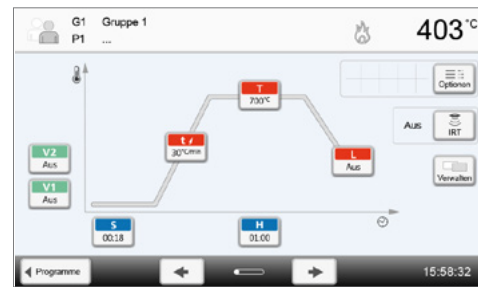 G1 Gruppe 1
P1 ...
403°C
Optionen
T
700°C
Aus
IRT
t
30°C/min
V2
Aus
L
Aus
Verwalten
V1
Aus
S
00:18
H
01:00
Programme
15:58:32